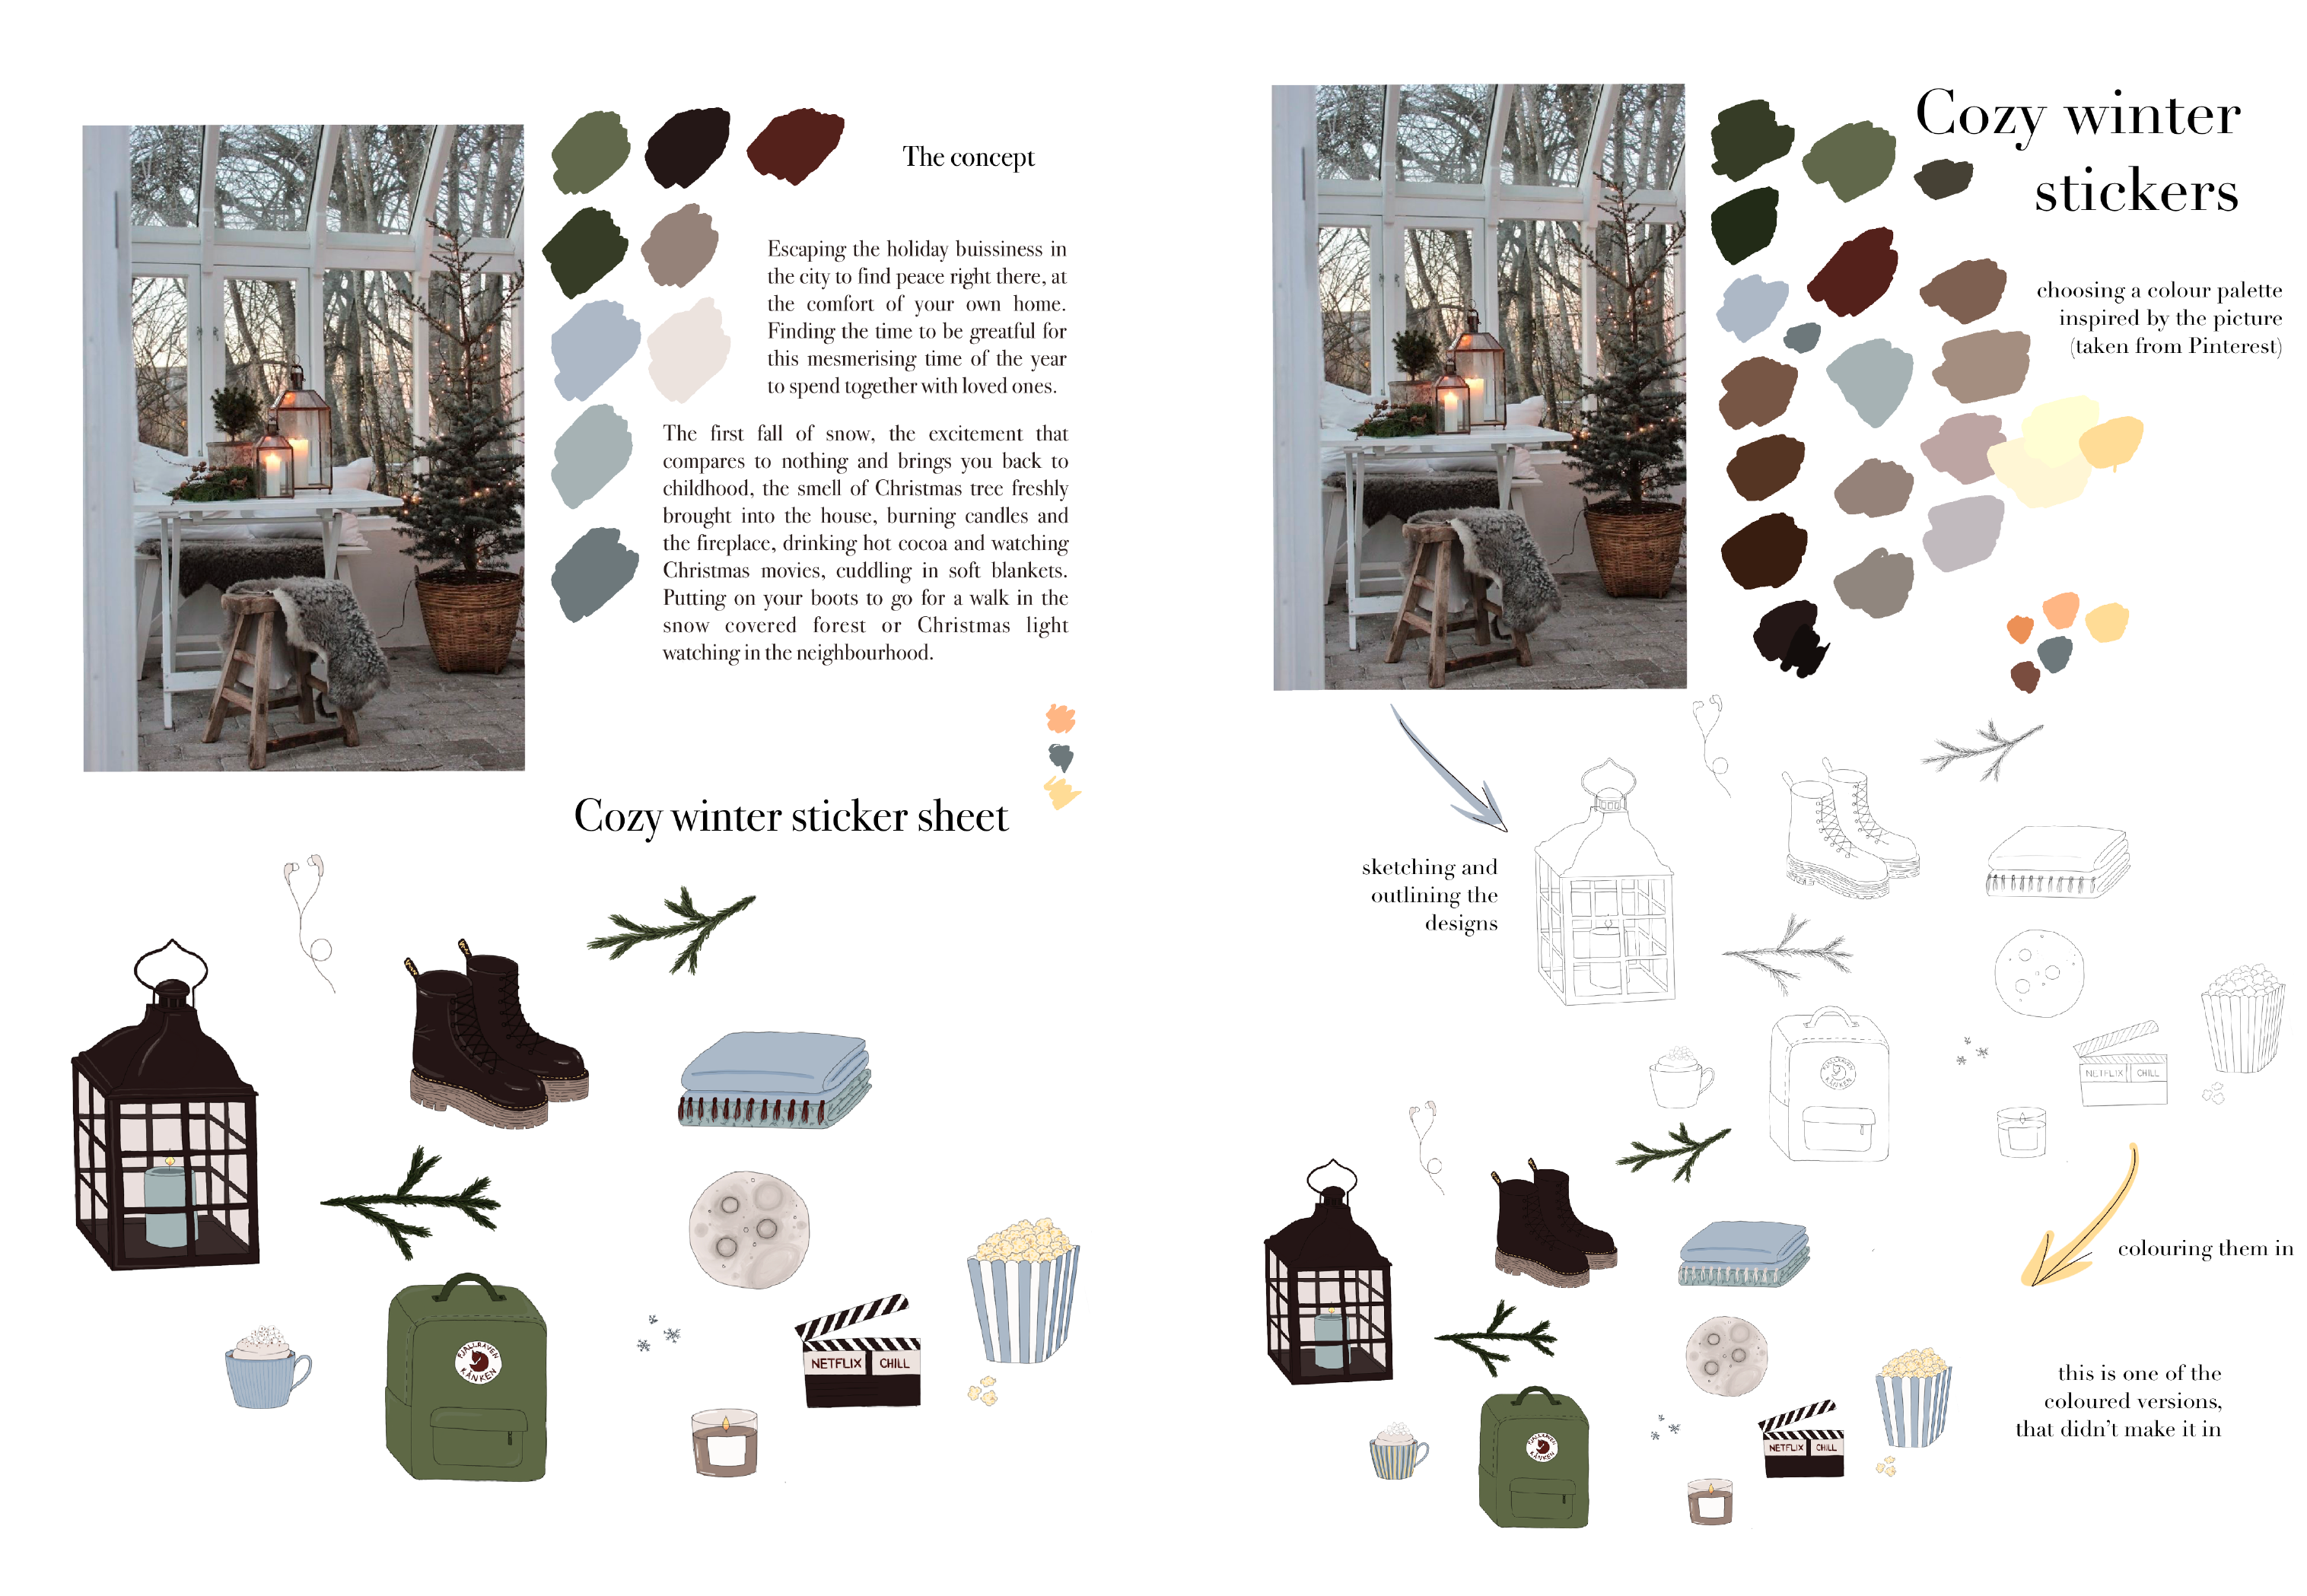 The concept
Escaping the holiday buissiness in
the city to find peace right there, at
the comfort of your own home.
Finding the time to be greatful for
this mesmerising time of the year
to spend together with loved ones.
The first fall of snow, the excitement that
compares to nothing and brings you back to
childhood, the smell of Christmas tree freshly
brought into the house, burning candles and
the fireplace, drinking hot cocoa and watching
Christmas movies, cuddling in soft blankets.
Putting on your boots to go for a walk in the
snow covered forest or Christmas light
watching in the neighbourhood.
Cozy winter sticker sheet
FJALLRAVEN
KANKEN
NETFLIX CHILL
Cozy winter
stickers
choosing a colour palette
inspired by the picture
(taken from Pinterest)
sketching and
outlining the
designs
FJALLRAVEN
KANKEN
NETFLIX CHILL
colouring them in
this is one of the
coloured versions,
that didn't make it in
FJALLRAVEN
KANKEN
NETFLIX CHILL